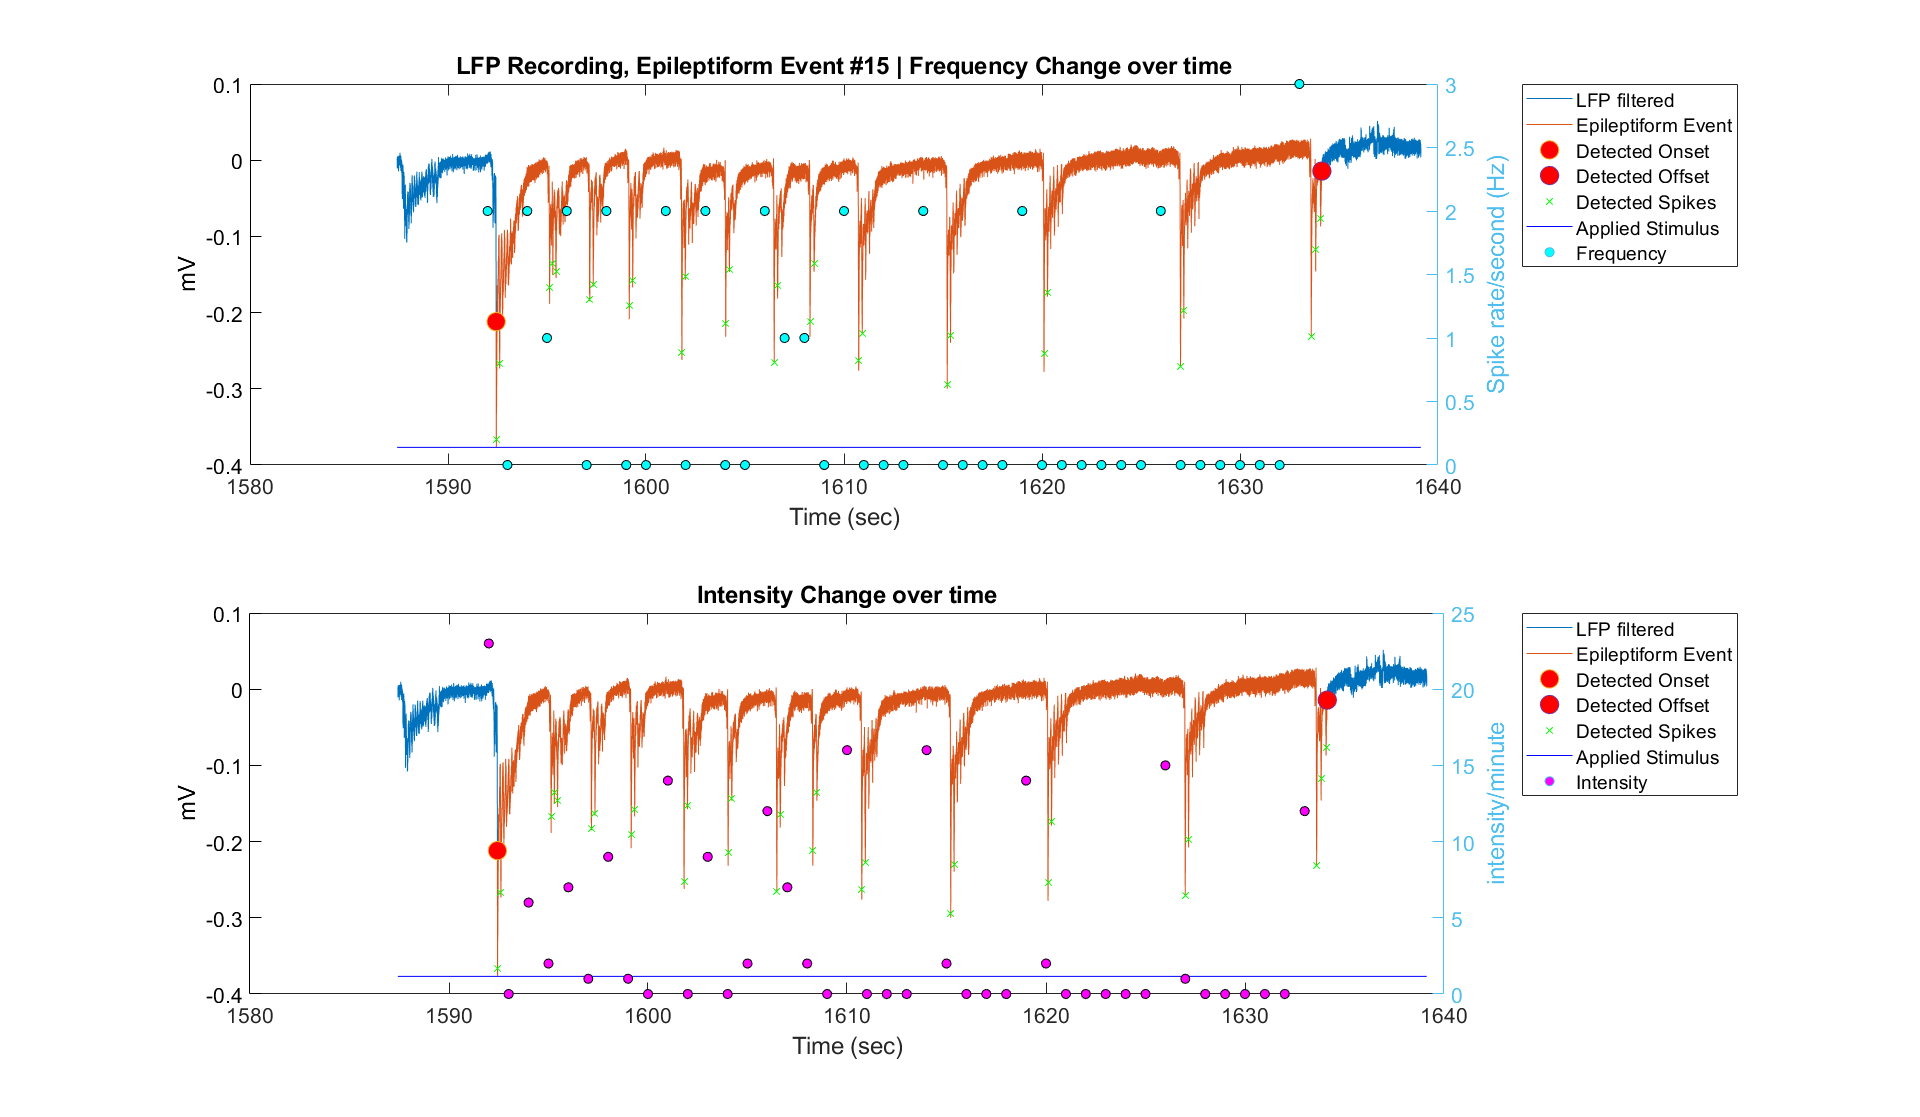 LFP Recording, Epileptiform Event #15 | Frequency Change over time
0.1
0
-0.1
-0.2
-0.3
-0.4
mV
1580
1590
1600
1610
1620
1630
1640
Time (sec)
3
2.5
2
1.5
1
0.5
0
Spike rate/second (Hz)
LFP filtered
Epileptiform Event
Detected Onset
Detected Offset
Detected Spikes
Applied Stimulus
Frequency
Intensity Change over time
0.1
0
-0.1
-0.2
-0.3
-0.4
mV
1580
1590
1600
1610
1620
1630
1640
Time (sec)
25
20
15
10
5
0
intensity/minute
LFP filtered
Epileptiform Event
Detected Onset
Detected Offset
Detected Spikes
Applied Stimulus
Intensity